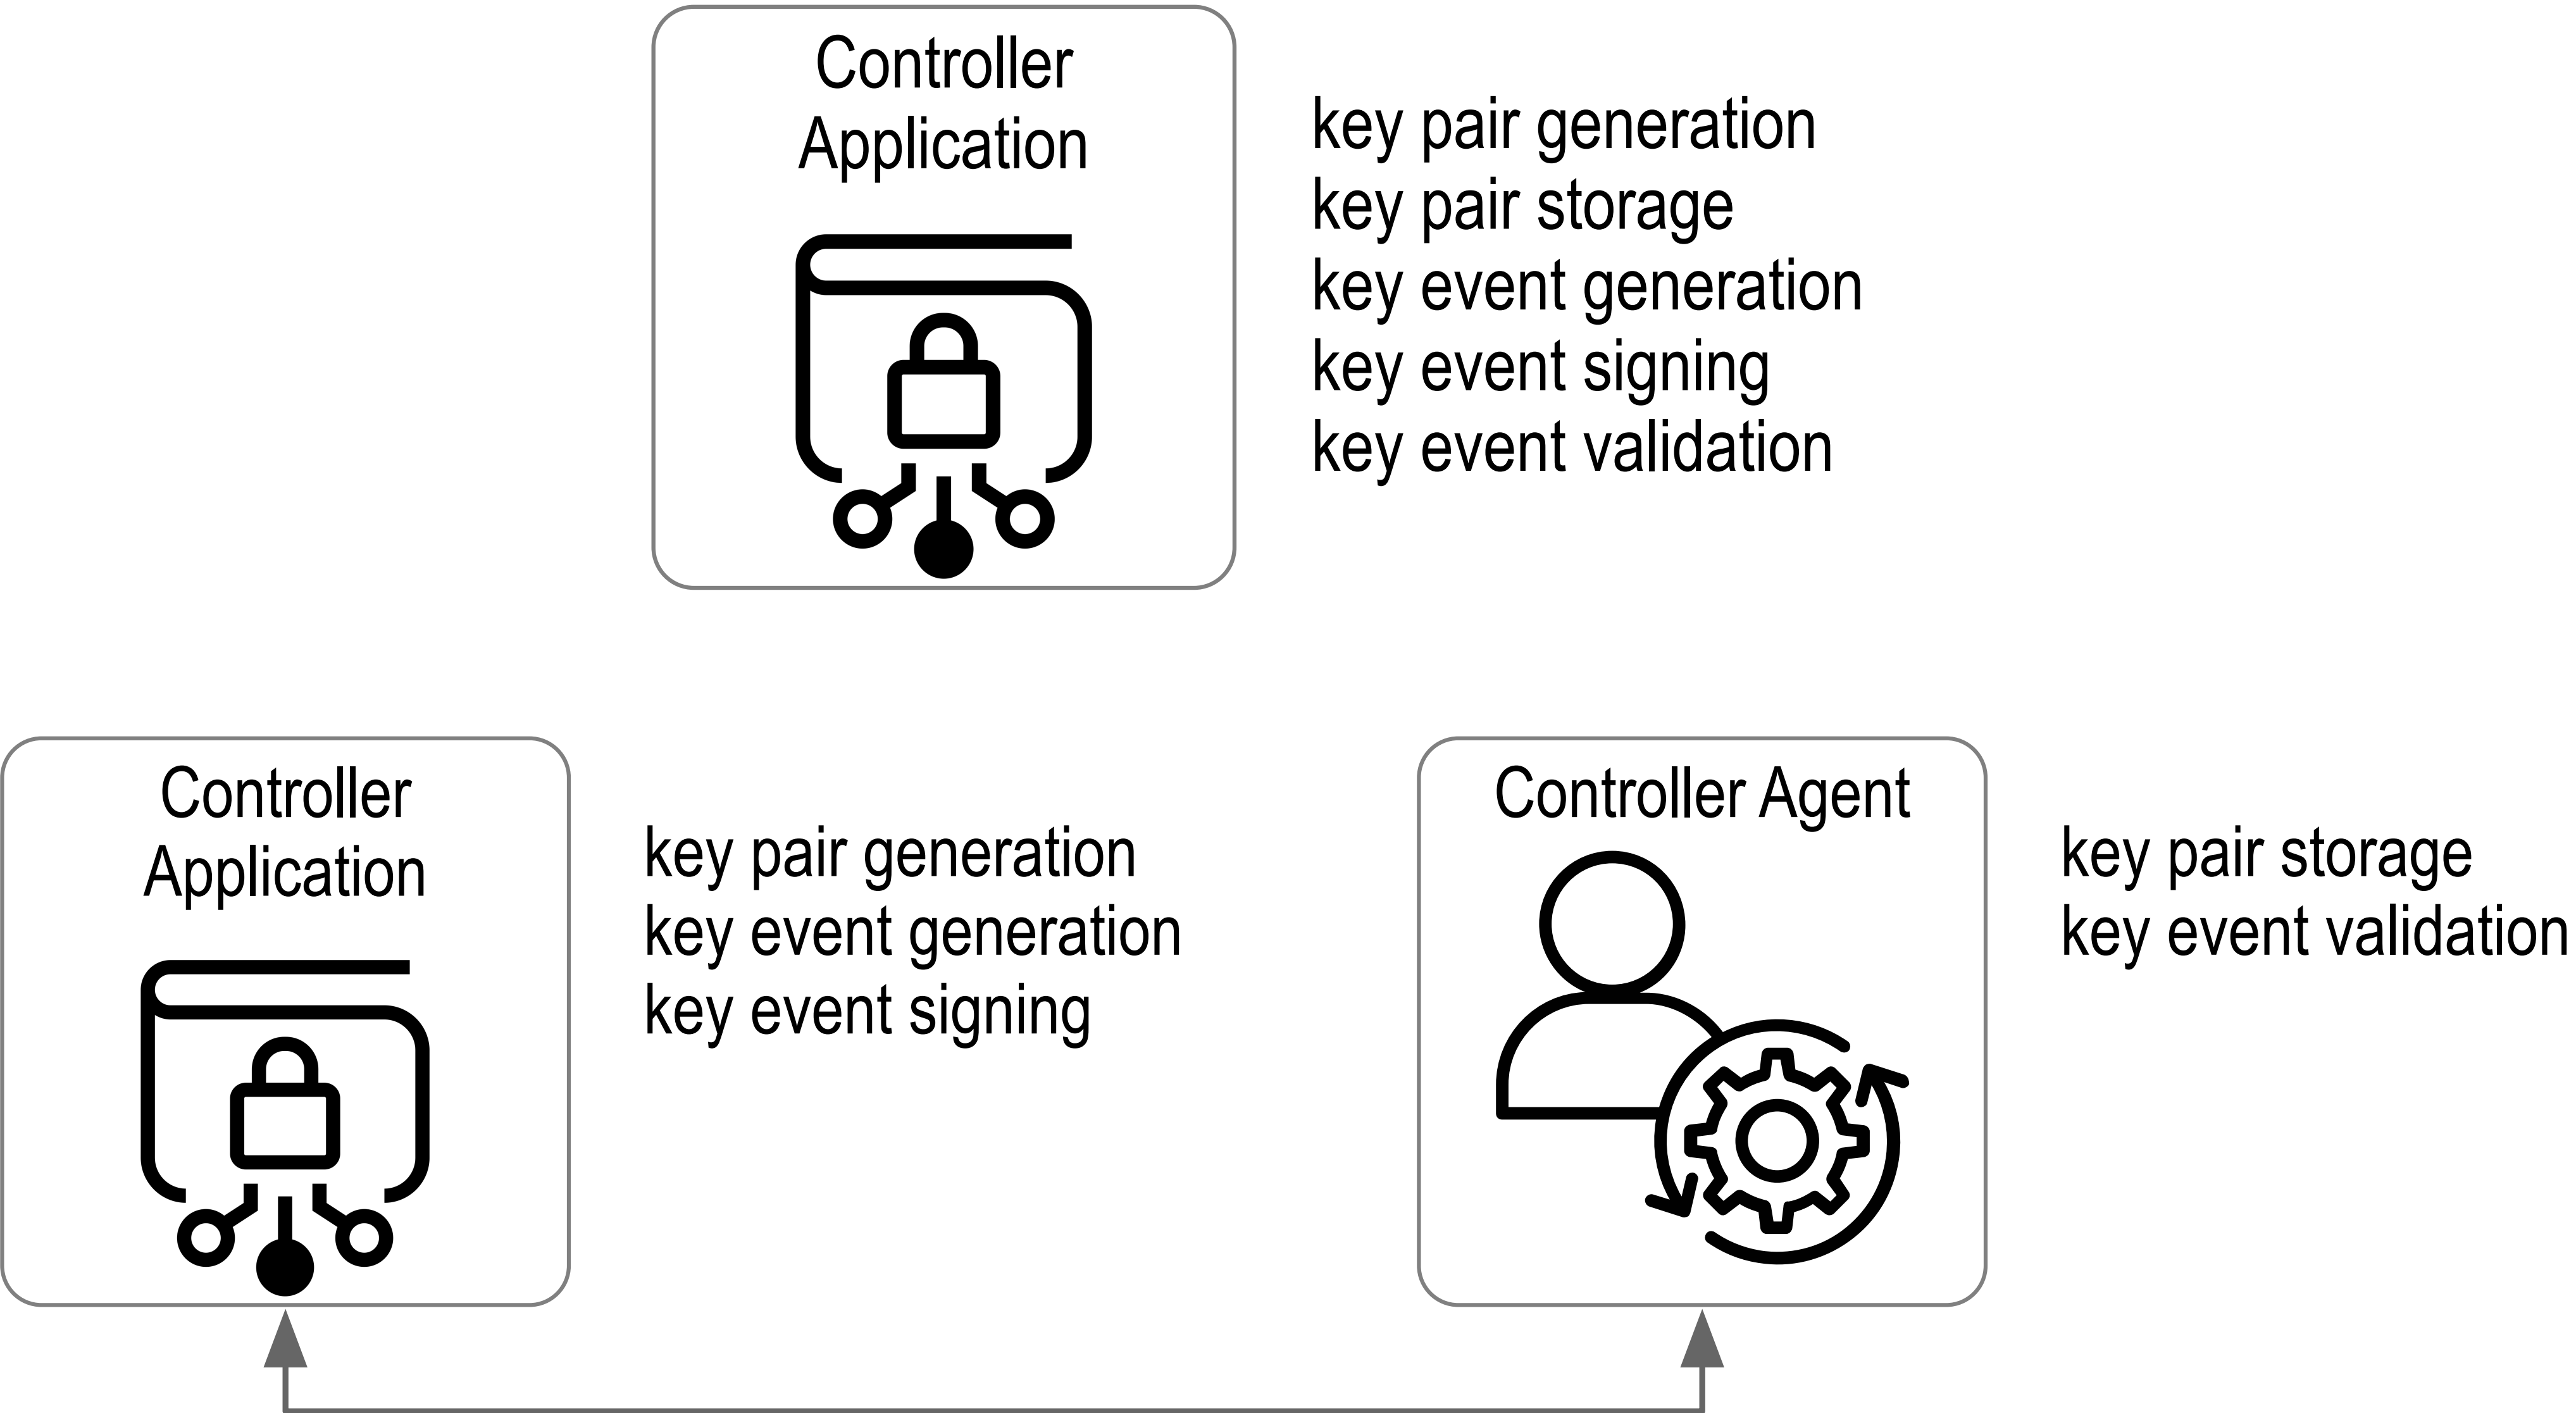 Controller
Application
key pair generation
key pair storage
key event generation
key event signing
key event validation
Controller
Application
key pair generation
key event generation
key event signing
Controller Agent
key pair storage
key event validation